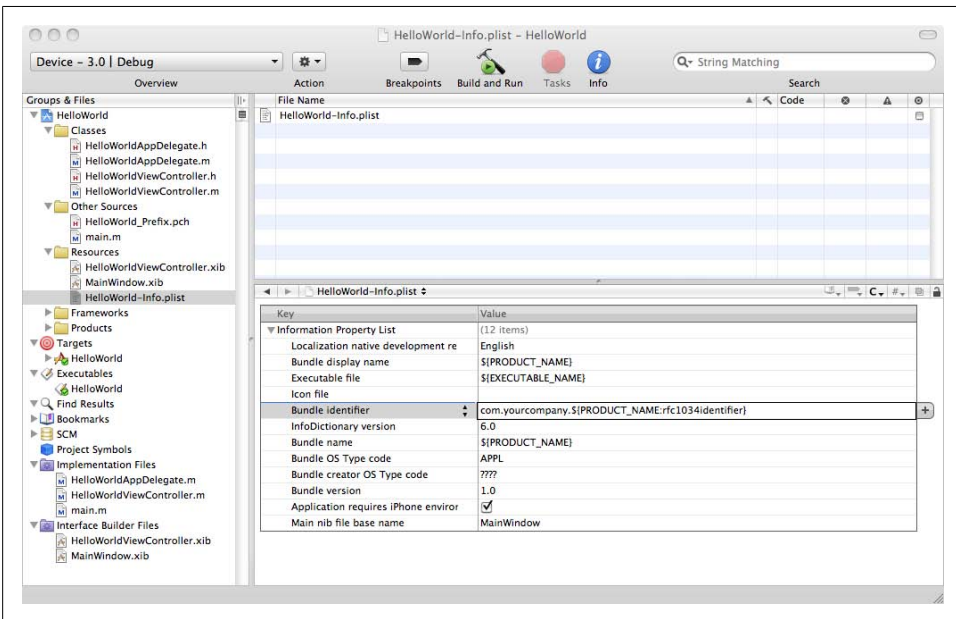 HelloWorld-Info.plist – HelloWorld
Device - 3.0 | Debug
String Matching
Overview
Action
Breakpoints
Build and Run
Tasks
Info
Search
Groups & Files
HelloWorld
Classes
HelloWorldAppDelegate.h
HelloWorldAppDelegate.m
HelloWorldViewController.h
HelloWorldViewController.m
Other Sources
HelloWorld_Prefix.pch
main.m
Resources
HelloWorldViewController.xib
MainWindow.xib
HelloWorld-Info.plist
Frameworks
Products
Targets
HelloWorld
Executables
HelloWorld
Find Results
Bookmarks
SCM
Project Symbols
Implementation Files
HelloWorldAppDelegate.m
HelloWorldViewController.m
main.m
Interface Builder Files
HelloWorldViewController.xib
MainWindow.xib
File Name
Code
HelloWorld-Info.plist
HelloWorld-Info.plist
C
#
Key Value
Information Property List (12 items)
Localization native development re English
Bundle display name ${PRODUCT_NAME}
Executable file ${EXECUTABLE_NAME}
Icon file
Bundle identifier com.yourcompany.${PRODUCT_NAME:rfc1034identifier}
InfoDictionary version 6.0
Bundle name ${PRODUCT_NAME}
Bundle OS Type code APPL
Bundle creator OS Type code ????
Bundle version 1.0
Application requires iPhone enviror
Main nib file base name MainWindow